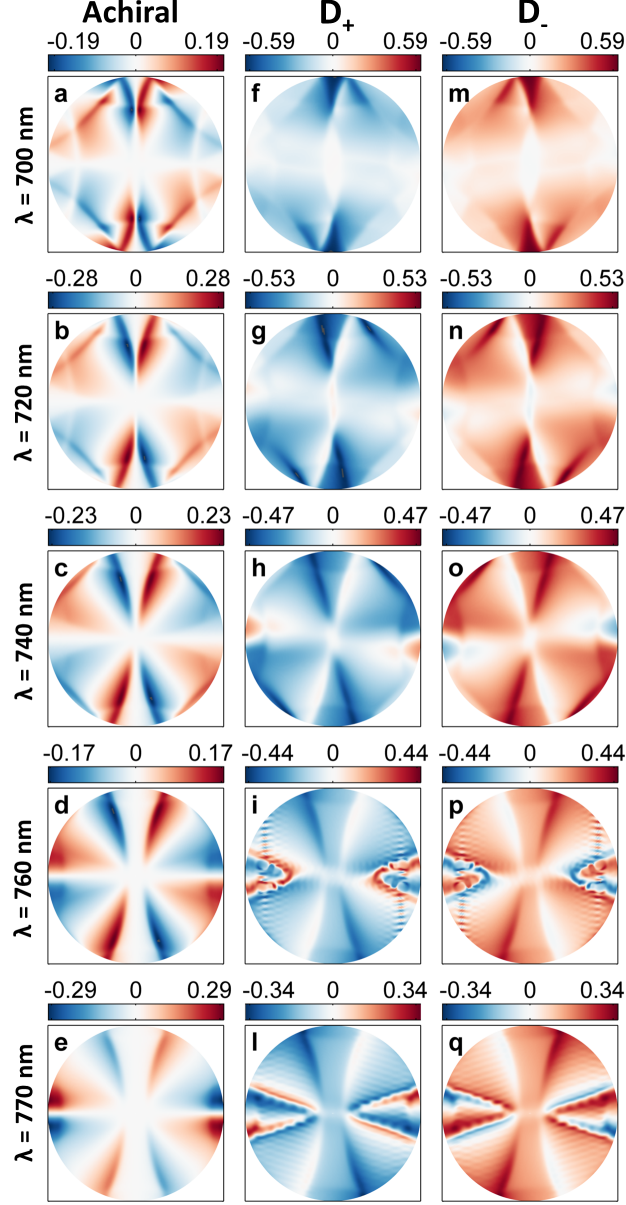 Achiral D₊ D₋
-0.19 0 0.19 -0.59 0 0.59 -0.59 0 0.59
a f m
λ = 700 nm
-0.28 0 0.28 -0.53 0 0.53 -0.53 0 0.53
b g n
λ = 720 nm
-0.23 0 0.23 -0.47 0 0.47 -0.47 0 0.47
c h o
λ = 740 nm
-0.17 0 0.17 -0.44 0 0.44 -0.44 0 0.44
d i p
λ = 760 nm
-0.29 0 0.29 -0.34 0 0.34 -0.34 0 0.34
e l q
λ = 770 nm